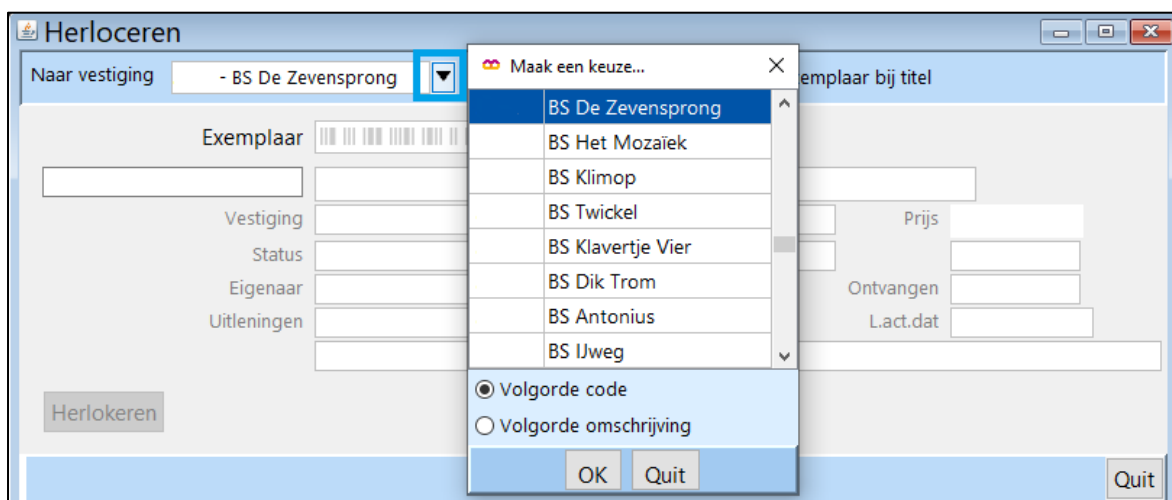 Herloceren
Naar vestiging - BS De Zevensprong
emplaar bij titel
Exemplaar
Vestiging
Prijs
Status
Eigenaar
Ontvangen
Uitleningen
L.act.dat
Herlokeren
Quit
Maak een keuze...
BS De Zevensprong
BS Het Mozaïek
BS Klimop
BS Twickel
BS Klavertje Vier
BS Dik Trom
BS Antonius
BS IJweg
Volgorde code
Volgorde omschrijving
OK Quit